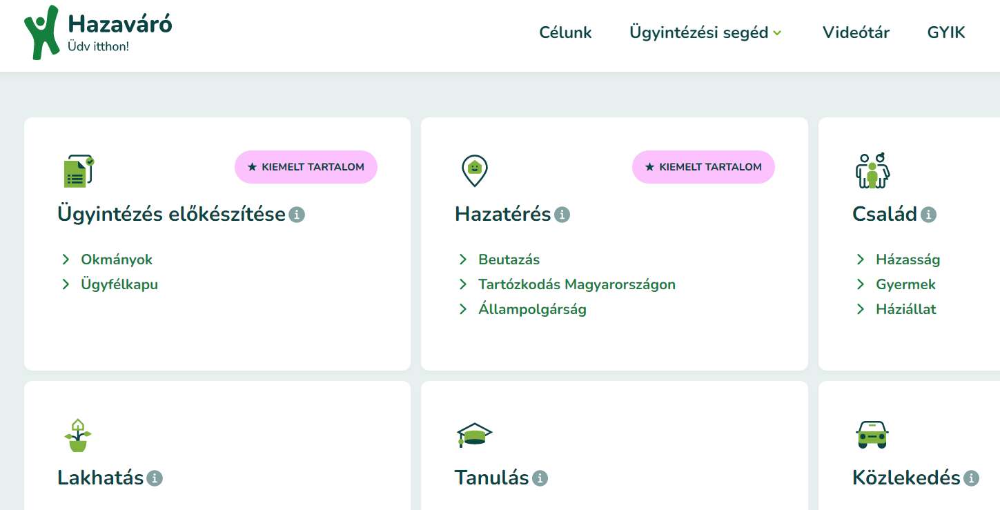 Hazaváró
Üdv itthon!
Célunk
Ügyintézési segéd
Videótár
GYIK
★ KIEMELT TARTALOM
Ügyintézés előkészítése
Okmányok
Ügyfélkapu
★ KIEMELT TARTALOM
Hazatérés
Beutazás
Tartózkodás Magyarországon
Állampolgárság
Család
Házasság
Gyermek
Háziállat
Lakhatás
Tanulás
Közlekedés